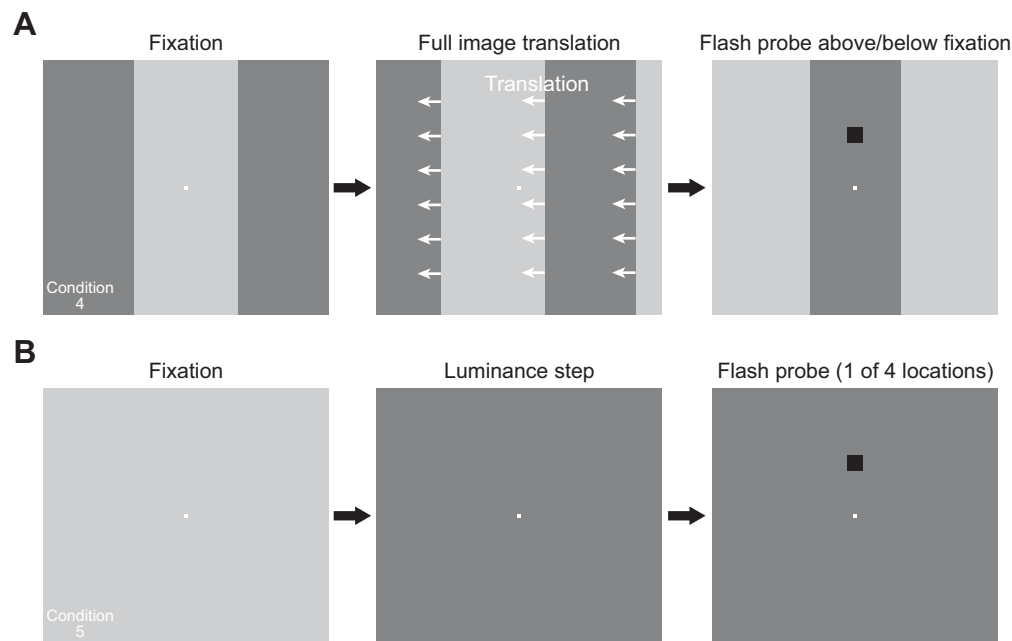 A
Fixation
Full image translation
Flash probe above/below fixation
Translation
Condition
4
B
Fixation
Luminance step
Flash probe (1 of 4 locations)
Condition
5